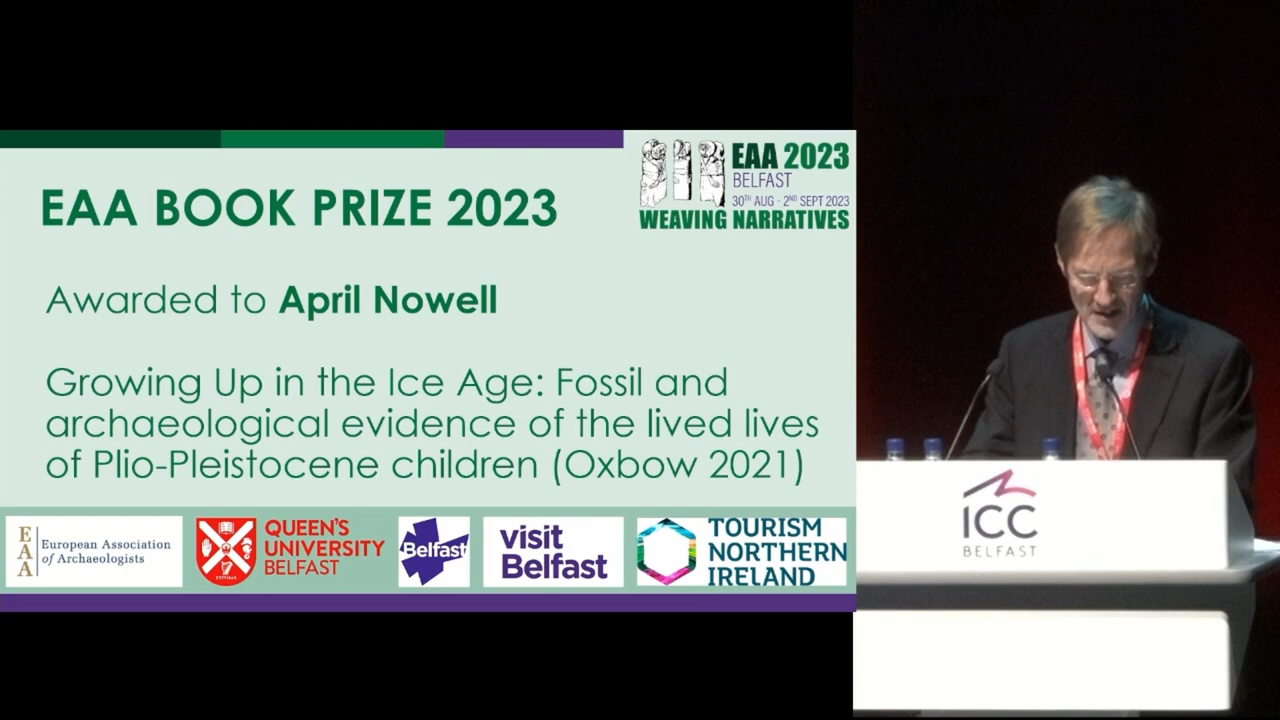 EAA BOOK PRIZE 2023
EAA 2023
BELFAST
30TH AUG - 2ND SEPT 2023
WEAVING NARRATIVES
Awarded to April Nowell
Growing Up in the Ice Age: Fossil and
archaeological evidence of the lived lives
of Plio-Pleistocene children (Oxbow 2021)
EAA
European Association
of Archaeologists
QUEEN'S
UNIVERSITY
BELFAST
Belfast
visit
Belfast
TOURISM
NORTHERN
IRELAND
ICC
BELFAST